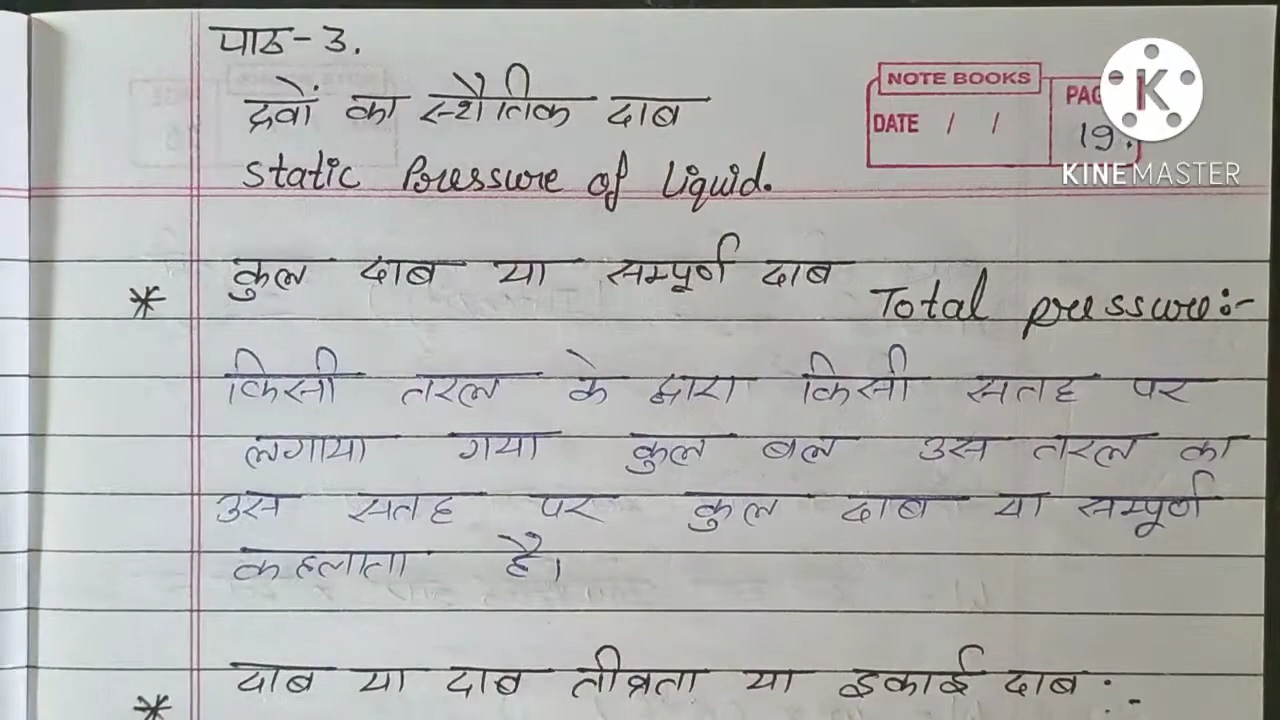 पाठ-3.
द्रवों का स्थैतिक दाब
Static Pressure of Liquid.
NOTE BOOKS
DATE / /
PAG
19.
KINEMASTER
* कुल दाब या सम्पूर्ण दाब Total pressure:-
किसी तरल के द्वारा किसी सतह पर
लगाया गया कुल बल उस तरल का
उस सतह पर कुल दाब या सम्पूर्ण
कहलाता है।
* दाब या दाब तीव्रता या इकाई दाब:-